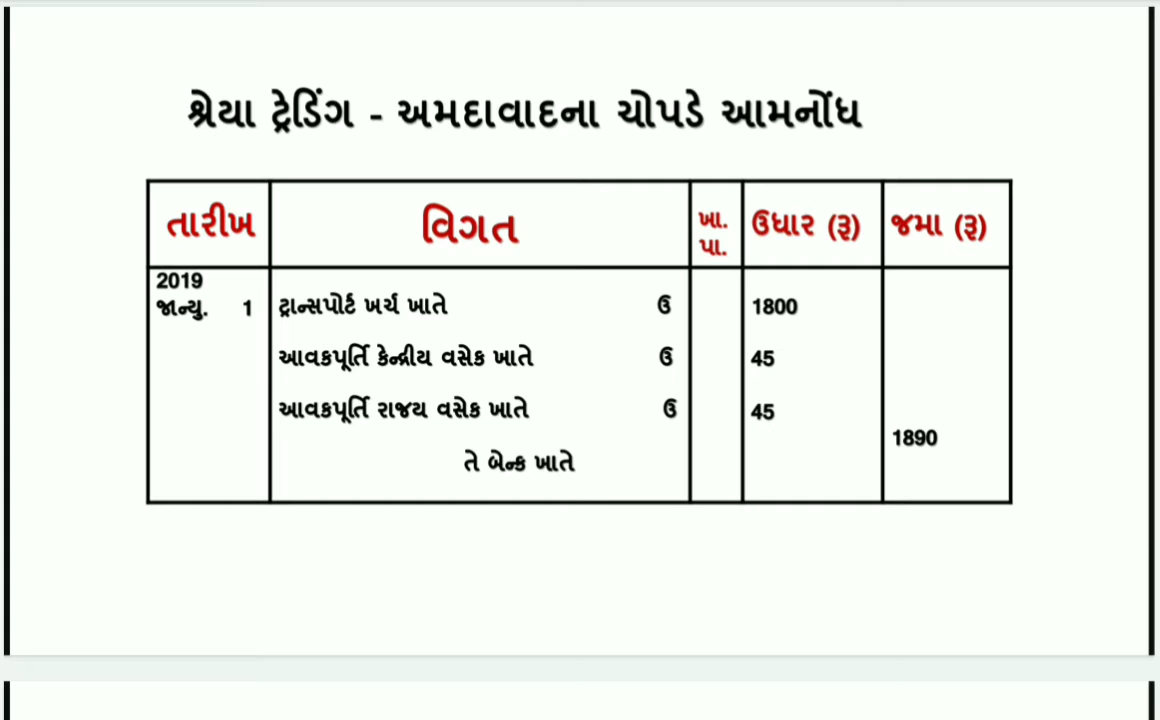 શ્રેયા ટ્રેડિંગ - અમદાવાદના ચોપડે આમનોંધ
તારીખ વિગત ખા. પા. ઉધાર (રૂ) જમા (રૂ)
2019
જાન્યુ. 1 ટ્રાન્સપોર્ટ ખર્ચ ખાતે ઉ 1800
આવકપૂર્તિ કેન્દ્રીય વસેક ખાતે ઉ 45
આવકપૂર્તિ રાજય વસેક ખાતે ઉ 45
1890
તે બેન્ક ખાતે